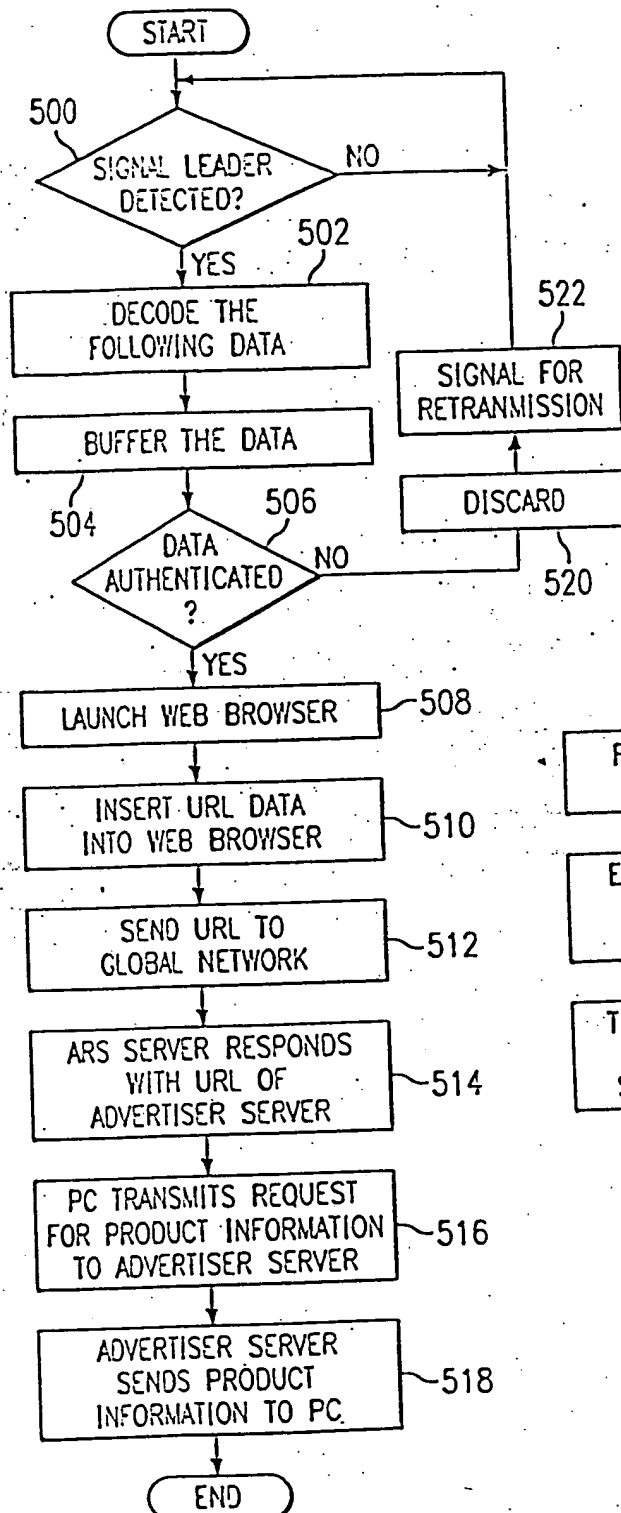 START
500
SIGNAL LEADER
DETECTED?
NO
YES
502
DECODE THE
FOLLOWING DATA
522
SIGNAL FOR
RETRANMISSION
BUFFER THE DATA
504
DISCARD
520
506
DATA
AUTHENTICATED
?
NO
YES
LAUNCH WEB BROWSER
508
INSERT URL DATA
INTO WEB BROWSER
510
SEND URL TO
GLOBAL NETWORK
512
ARS SERVER RESPONDS
WITH URL OF
ADVERTISER SERVER
514
PC TRANSMITS REQUEST
FOR PRODUCT INFORMATION
TO ADVERTISER SERVER
516
ADVERTISER SERVER
SENDS PRODUCT
INFORMATION TO PC.
518
END
E
T